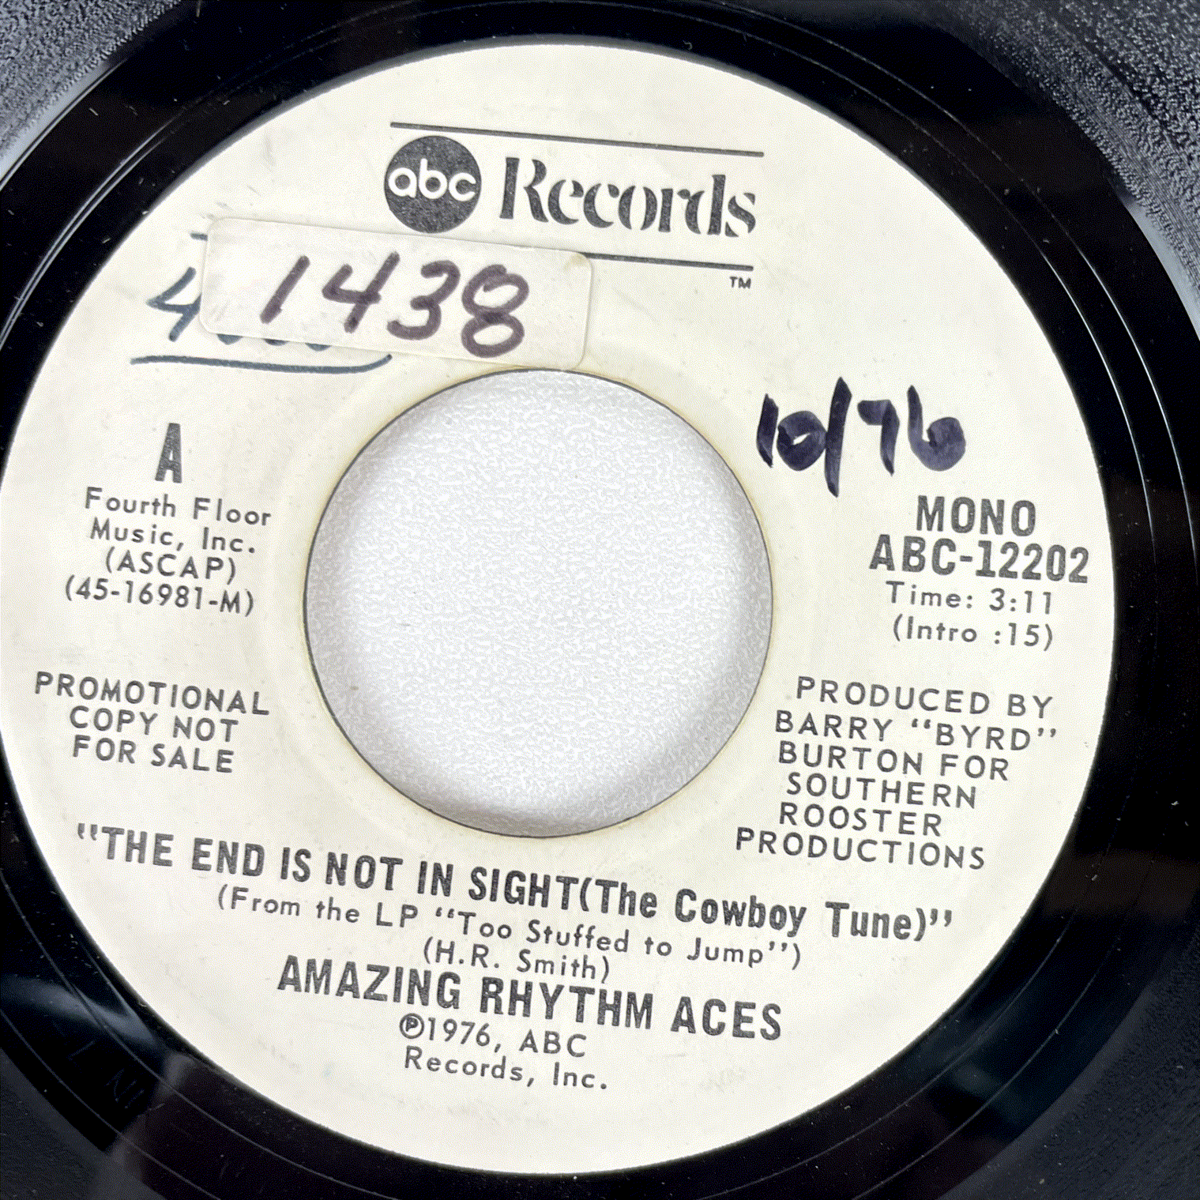 abc Records
TM
1438
4
10/76
A
Fourth Floor
Music, Inc.
(ASCAP)
(45-16981-M)
MONO
ABC-12202
Time: 3:11
(Intro :15)
PROMOTIONAL
COPY NOT
FOR SALE
PRODUCED BY
BARRY “BYRD”
BURTON FOR
SOUTHERN
ROOSTER
PRODUCTIONS
“THE END IS NOT IN SIGHT(The Cowboy Tune)”
(From the LP “Too Stuffed to Jump”)
(H.R. Smith)
AMAZING RHYTHM ACES
Ⓟ1976, ABC
Records, Inc.